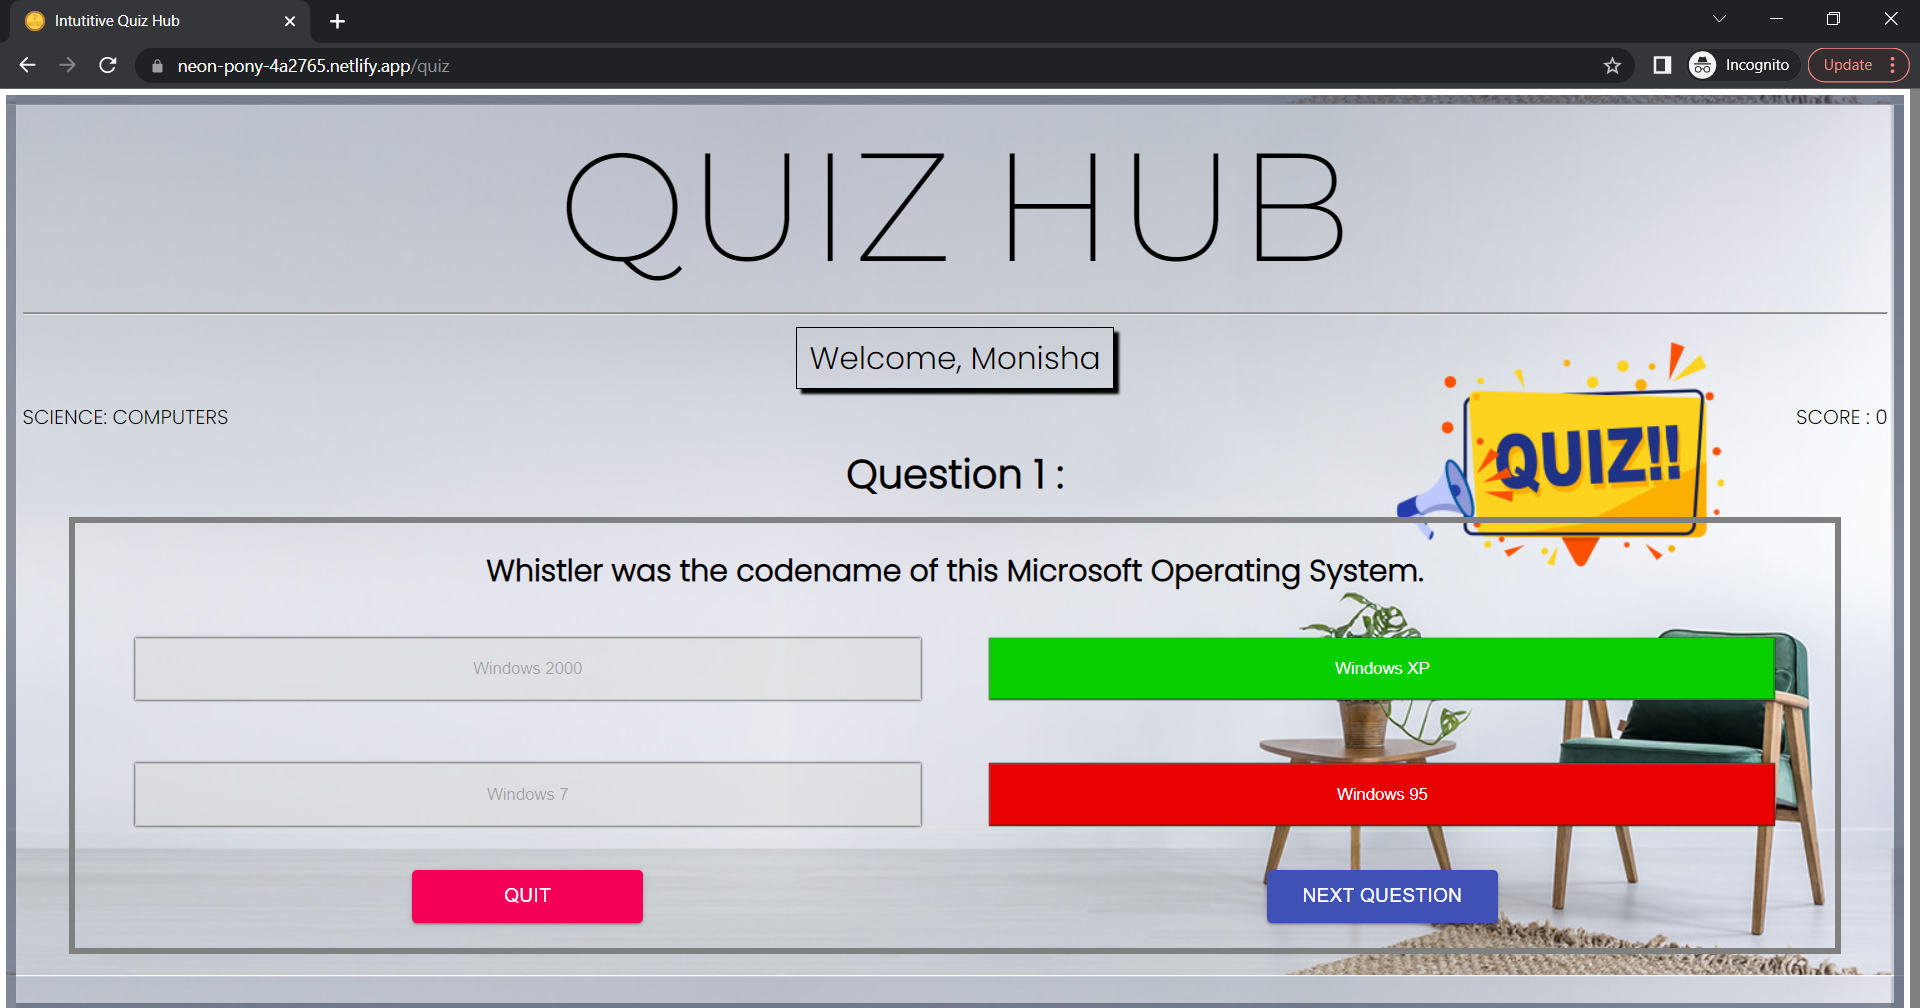 Intutitive Quiz Hub
neon-pony-4a2765.netlify.app/quiz
Incognito
Update
QUIZ HUB
Welcome, Monisha
SCIENCE: COMPUTERS
SCORE : 0
QUIZ!!
Question 1 :
Whistler was the codename of this Microsoft Operating System.
Windows 2000
Windows XP
Windows 7
Windows 95
QUIT
NEXT QUESTION